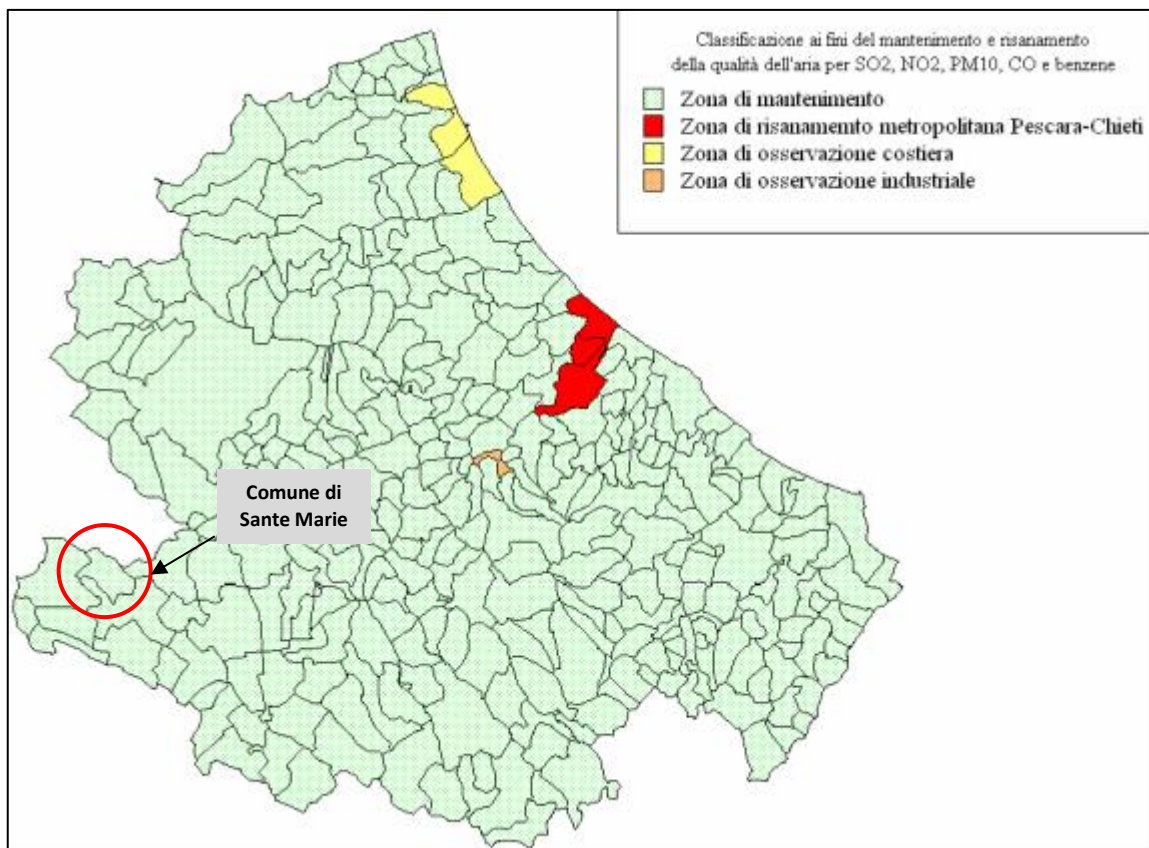 Classificazione ai fini del mantenimento e risanamento
della qualità dell'aria per SO2, NO2, PM10, CO e benzene
Zona di mantenimento
Zona di risanamemto metropolitana Pescara-Chieti
Zona di osservazione costiera
Zona di osservazione industriale
Comune di
Sante Marie